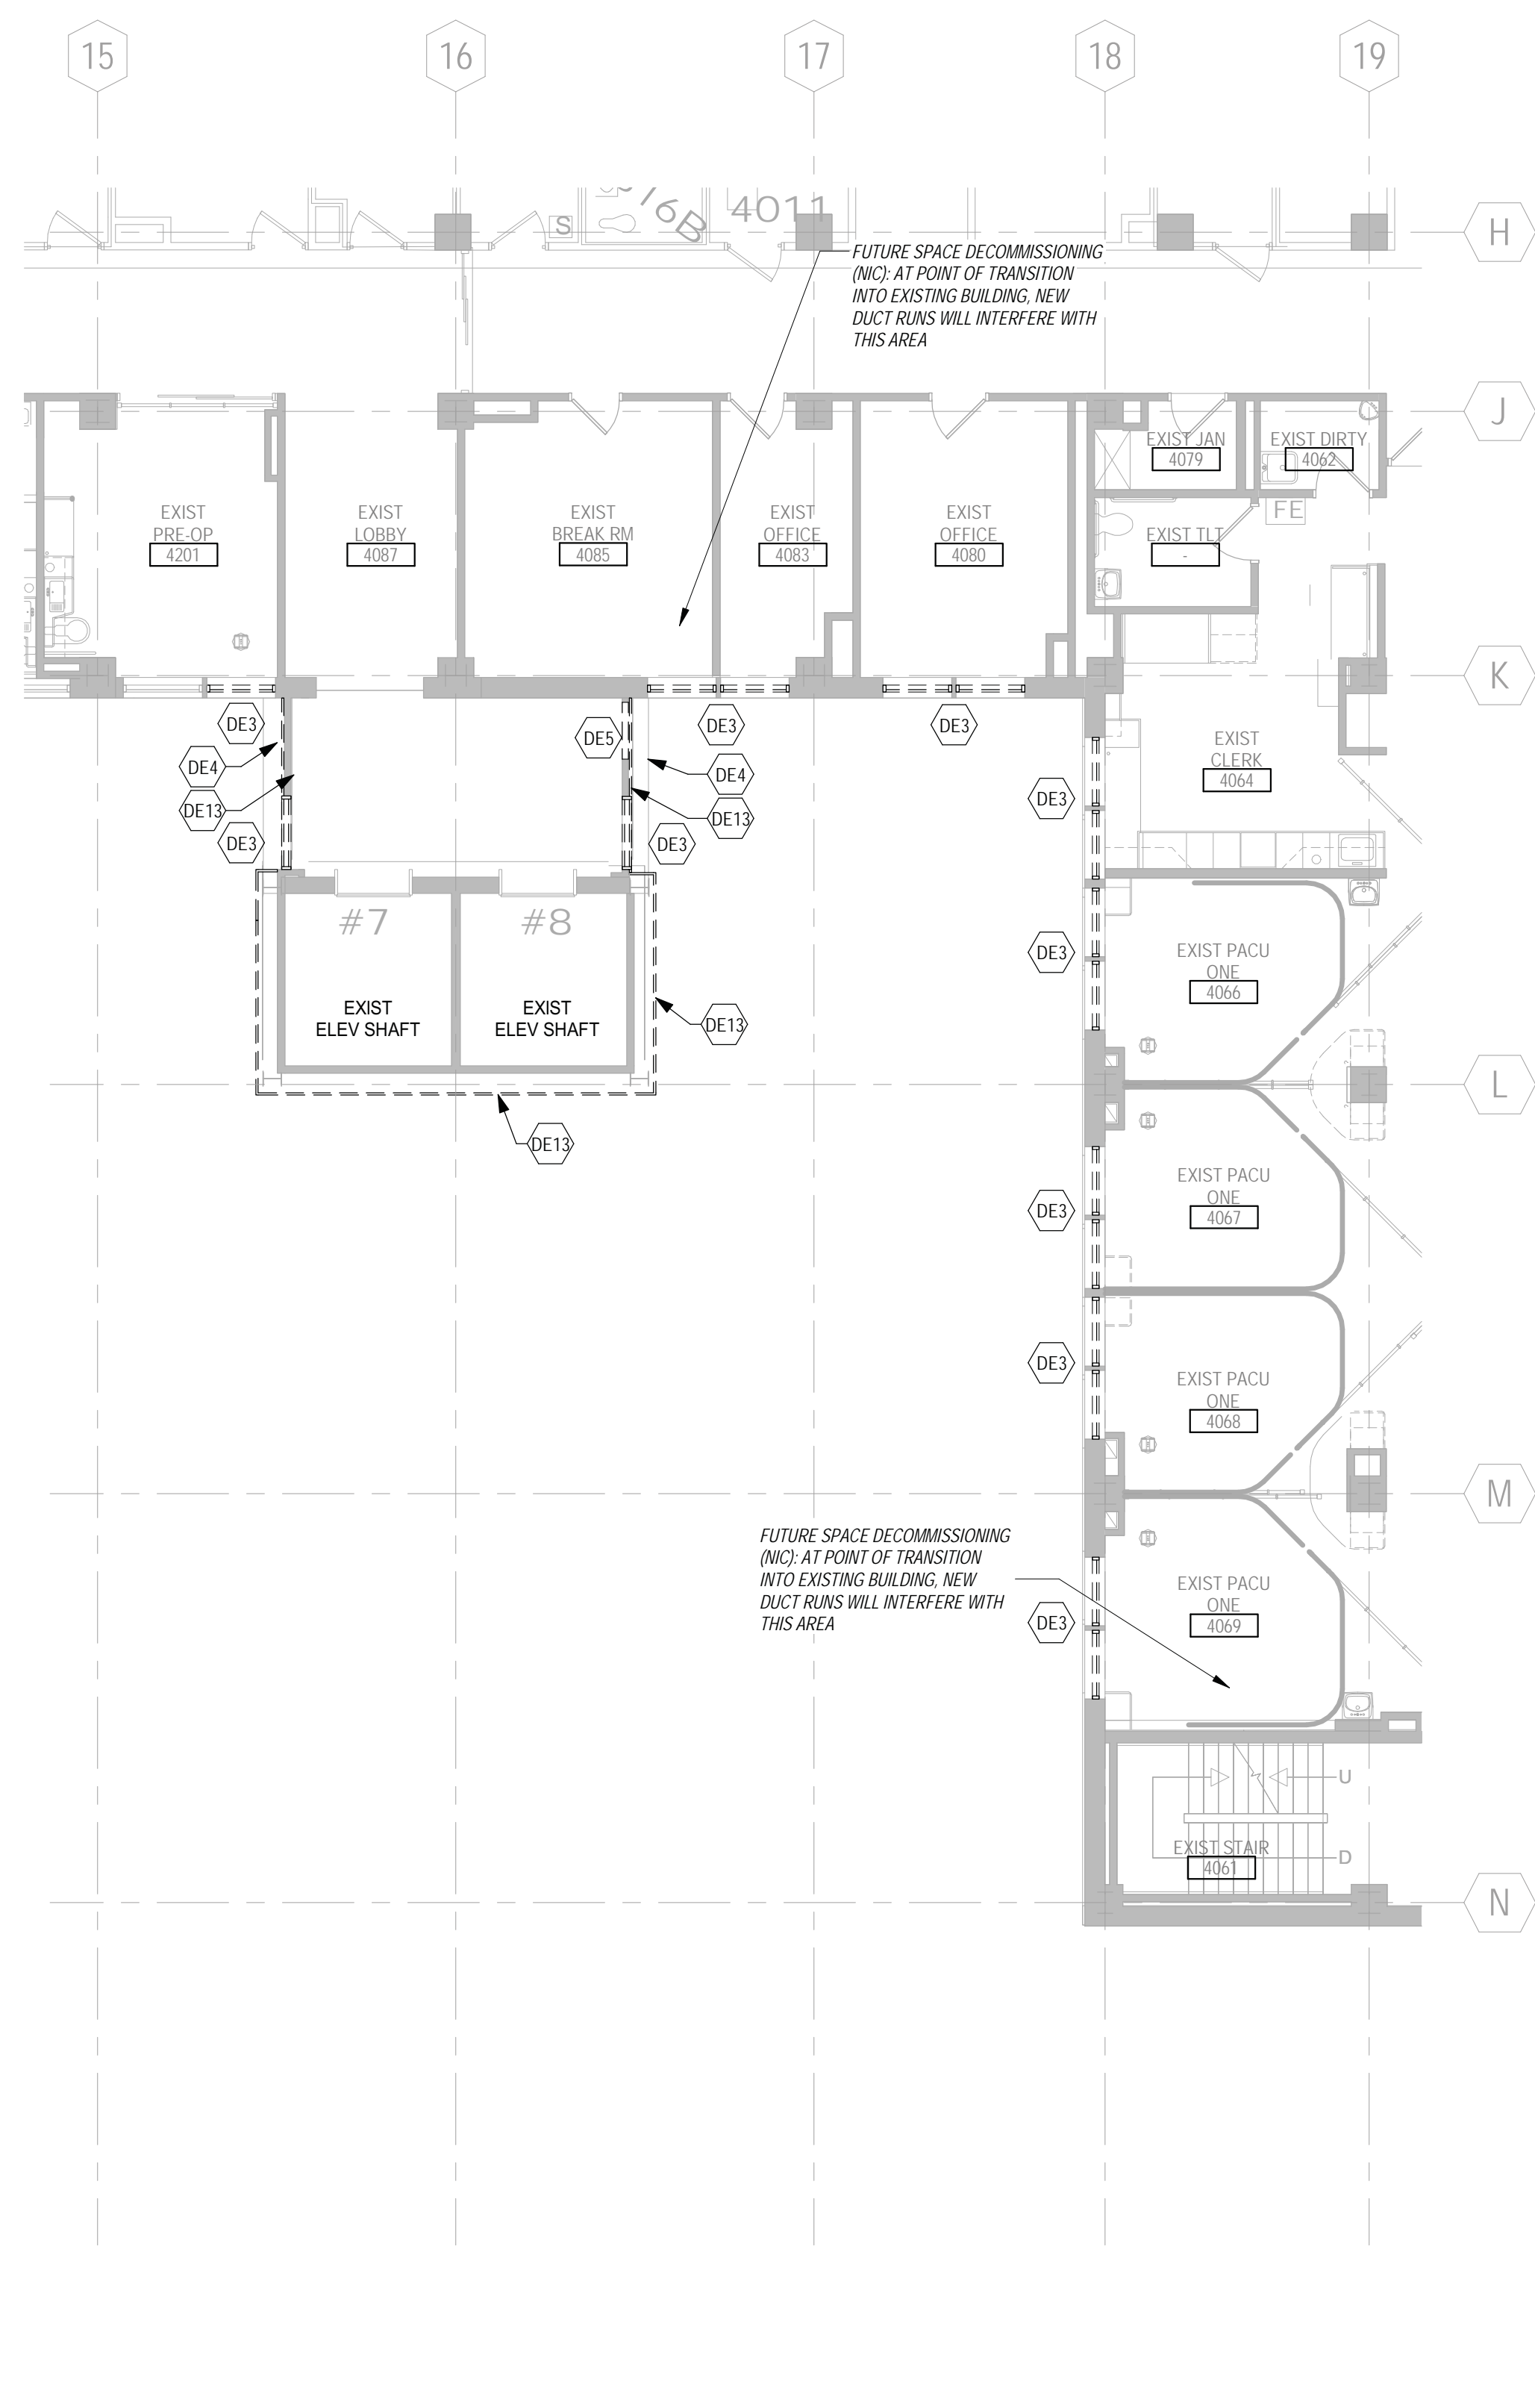 15
16
17
18
19
4011
S
H
FUTURE SPACE DECOMMISSIONING
(NIC): AT POINT OF TRANSITION
INTO EXISTING BUILDING, NEW
DUCT RUNS WILL INTERFERE WITH
THIS AREA
J
EXIST JAN
4079
EXIST DIRTY
4062
EXIST
PRE-OP
4201
EXIST
LOBBY
4087
EXIST
BREAK RM
4085
EXIST
OFFICE
4083
EXIST
OFFICE
4080
FE
EXIST TLT
-
K
DE3
DE5
DE3
DE3
DE4
DE4
EXIST
CLERK
4064
DE13
DE13
DE3
DE3
DE3
#7
#8
DE3
EXIST PACU
ONE
4066
EXIST
ELEV SHAFT
EXIST
ELEV SHAFT
DE13
L
DE13
EXIST PACU
ONE
4067
DE3
DE3
EXIST PACU
ONE
4068
M
FUTURE SPACE DECOMMISSIONING
(NIC): AT POINT OF TRANSITION
INTO EXISTING BUILDING, NEW
DUCT RUNS WILL INTERFERE WITH
THIS AREA
EXIST PACU
ONE
4069
DE3
U
EXIST STAIR
4061
D
N